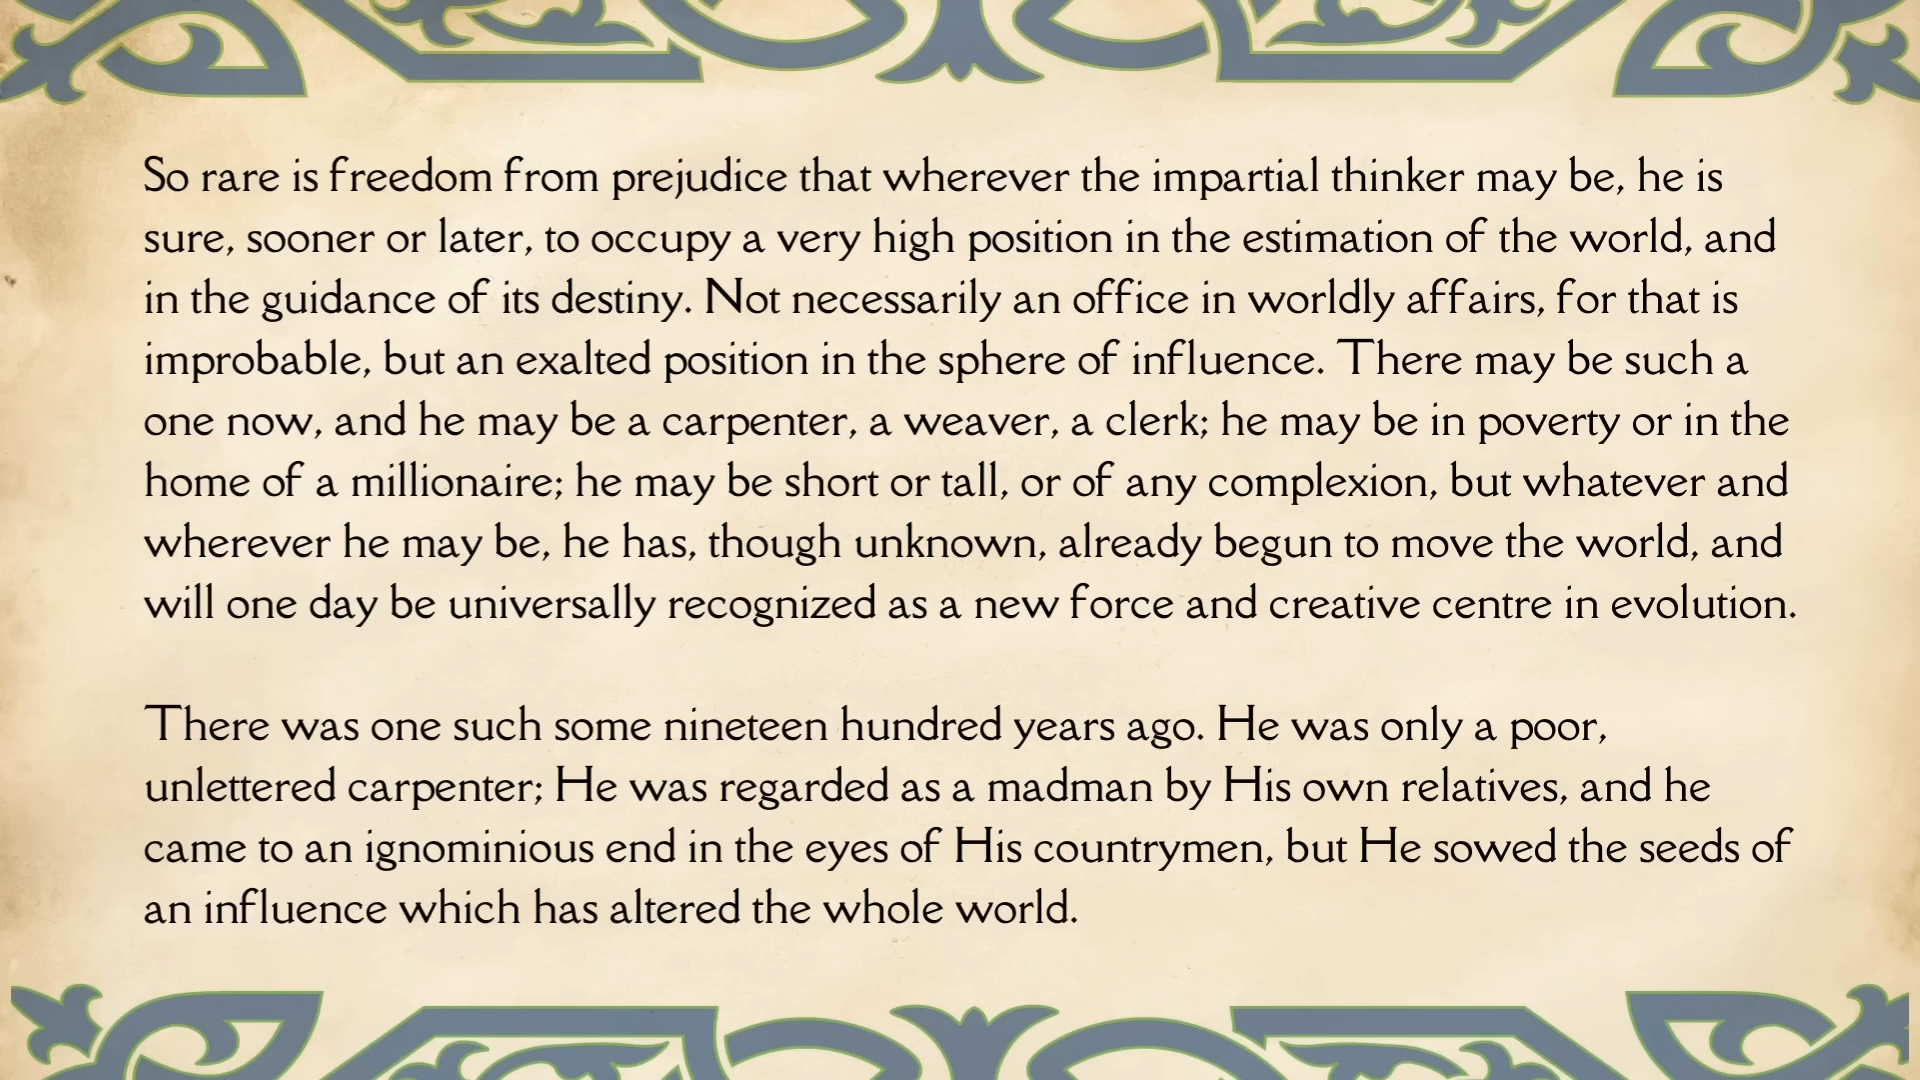 So rare is freedom from prejudice that wherever the impartial thinker may be, he is
sure, sooner or later, to occupy a very high position in the estimation of the world, and
in the guidance of its destiny. Not necessarily an office in worldly affairs, for that is
improbable, but an exalted position in the sphere of influence. There may be such a
one now, and he may be a carpenter, a weaver, a clerk; he may be in poverty or in the
home of a millionaire; he may be short or tall, or of any complexion, but whatever and
wherever he may be, he has, though unknown, already begun to move the world, and
will one day be universally recognized as a new force and creative centre in evolution.
There was one such some nineteen hundred years ago. He was only a poor,
unlettered carpenter; He was regarded as a madman by His own relatives, and he
came to an ignominious end in the eyes of His countrymen, but He sowed the seeds of
an influence which has altered the whole world.